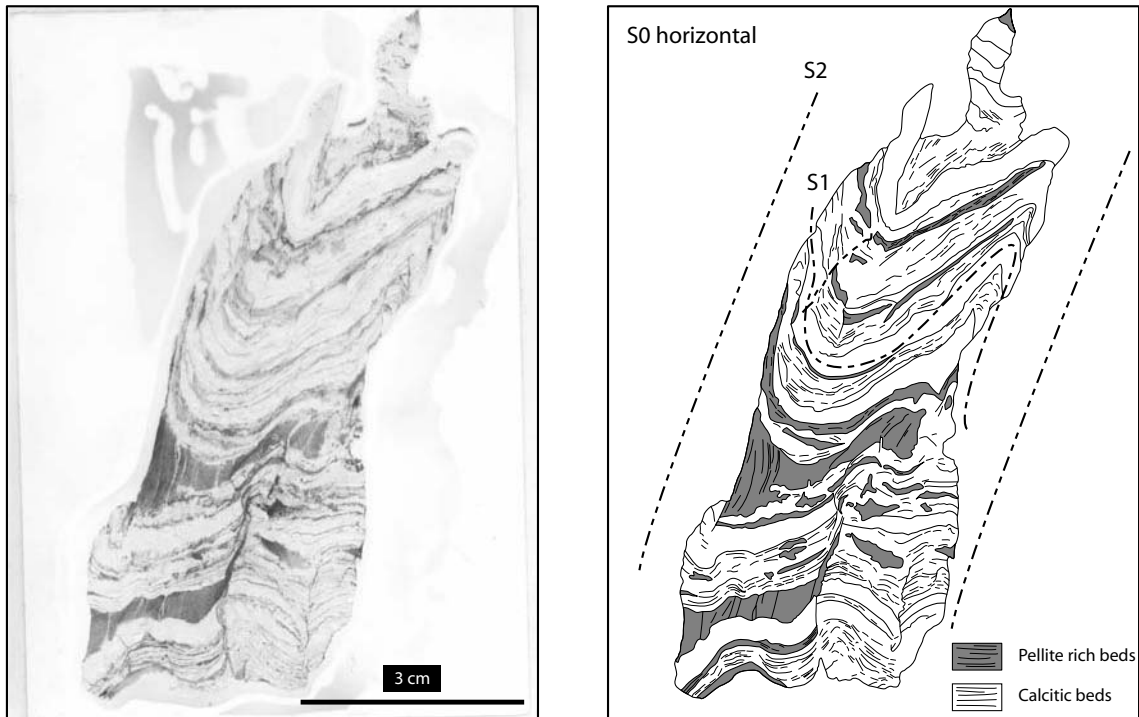 3 cm
S0 horizontal
S2
S1
Pellite rich beds
Calcitic beds